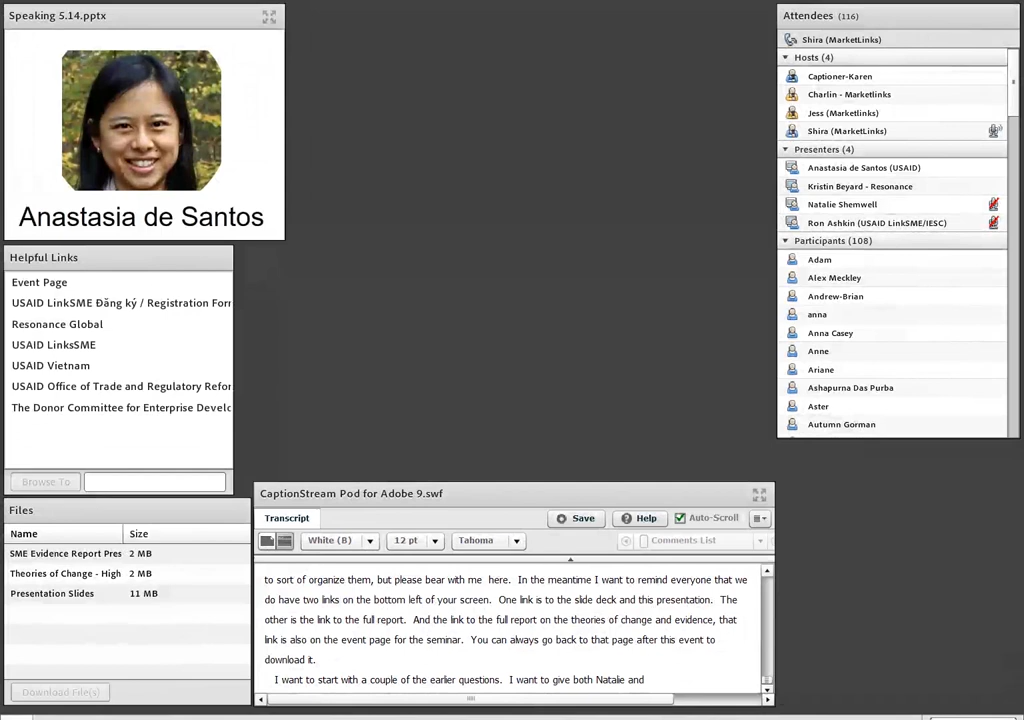 Speaking 5.14.pptx
Anastasia de Santos
Helpful Links
Event Page
USAID LinkSME Đăng ký / Registration Forr
Resonance Global
USAID LinksSME
USAID Vietnam
USAID Office of Trade and Regulatory Refor
The Donor Committee for Enterprise Develc
Browse To
Files
Name Size
SME Evidence Report Pres 2 MB
Theories of Change - High 2 MB
Presentation Slides 11 MB
Download File(s)
CaptionStream Pod for Adobe 9.swf
Transcript Save Help Auto-Scroll
White (B) 12 pt Tahoma Comments List
to sort of organize them, but please bear with me here. In the meantime I want to remind everyone that we
do have two links on the bottom left of your screen. One link is to the slide deck and this presentation. The
other is the link to the full report. And the link to the full report on the theories of change and evidence, that
link is also on the event page for the seminar. You can always go back to that page after this event to
download it.
I want to start with a couple of the earlier questions. I want to give both Natalie and
Attendees (116)
Shira (MarketLinks)
Hosts (4)
Captioner-Karen
Charlin - Marketlinks
Jess (Marketlinks)
Shira (MarketLinks)
Presenters (4)
Anastasia de Santos (USAID)
Kristin Beyard - Resonance
Natalie Shemwell
Ron Ashkin (USAID LinkSME/IESC)
Participants (108)
Adam
Alex Meckley
Andrew-Brian
anna
Anna Casey
Anne
Ariane
Ashapurna Das Purba
Aster
Autumn Gorman